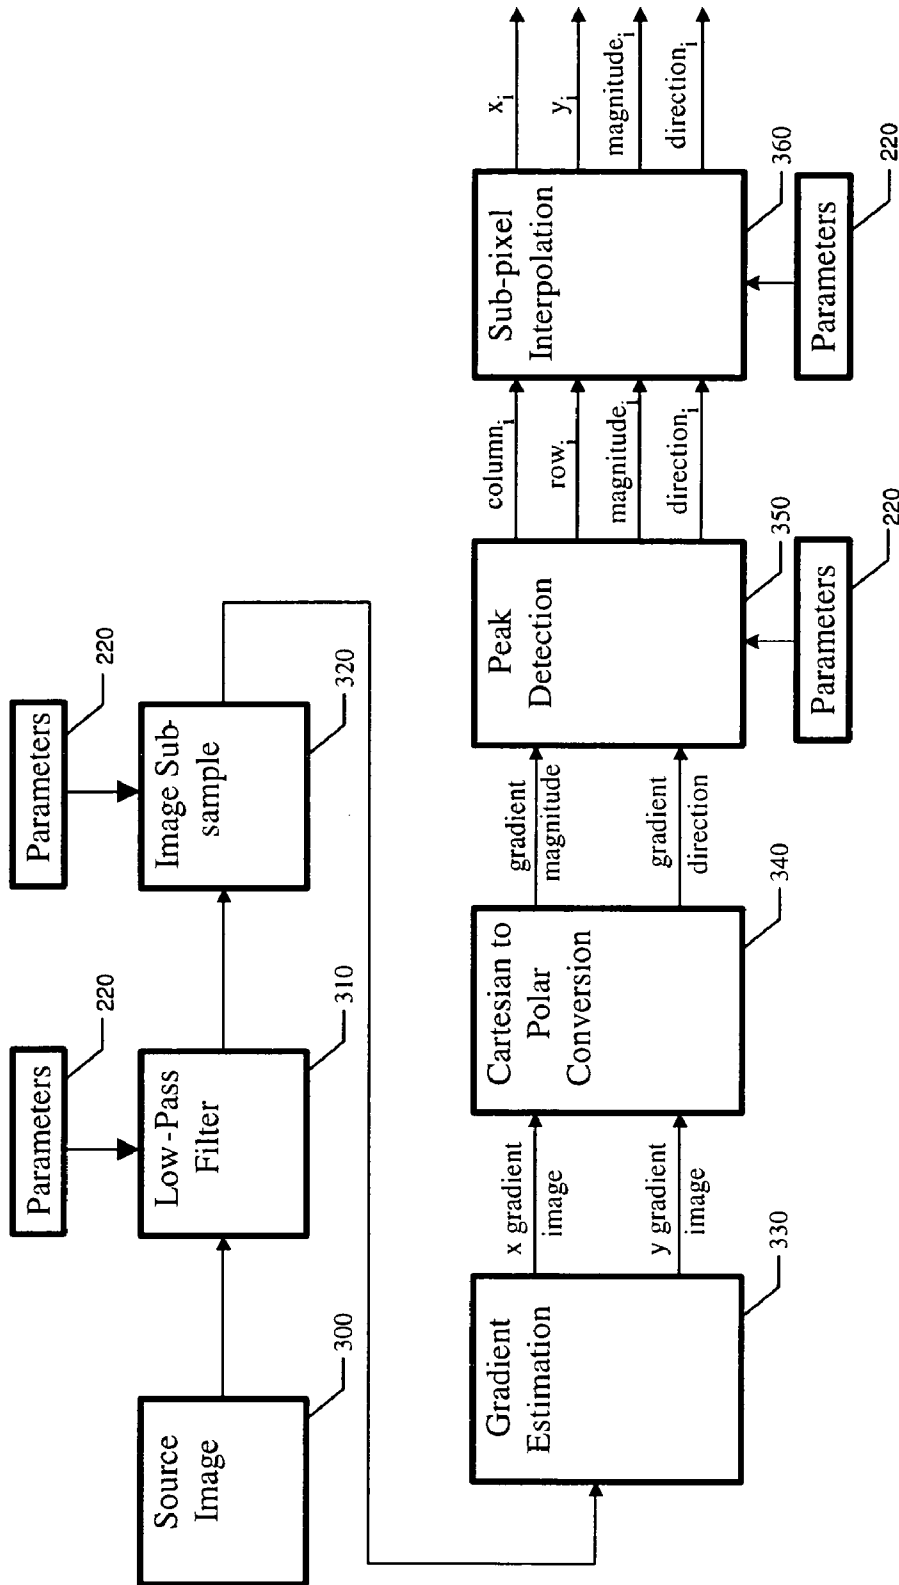 Parameters
220
Parameters
220
Source
Image
300
Low-Pass
Filter
310
Image Sub-
sample
320
Gradient
Estimation
330
x gradient
image
y gradient
image
Cartesian to
Polar
Conversion
340
gradient
magnitude
gradient
direction
Peak
Detection
350
Parameters
220
column i
row i
magnitude i
direction i
Sub-pixel
Interpolation
360
Parameters
220
x i
y i
magnitude i
direction i